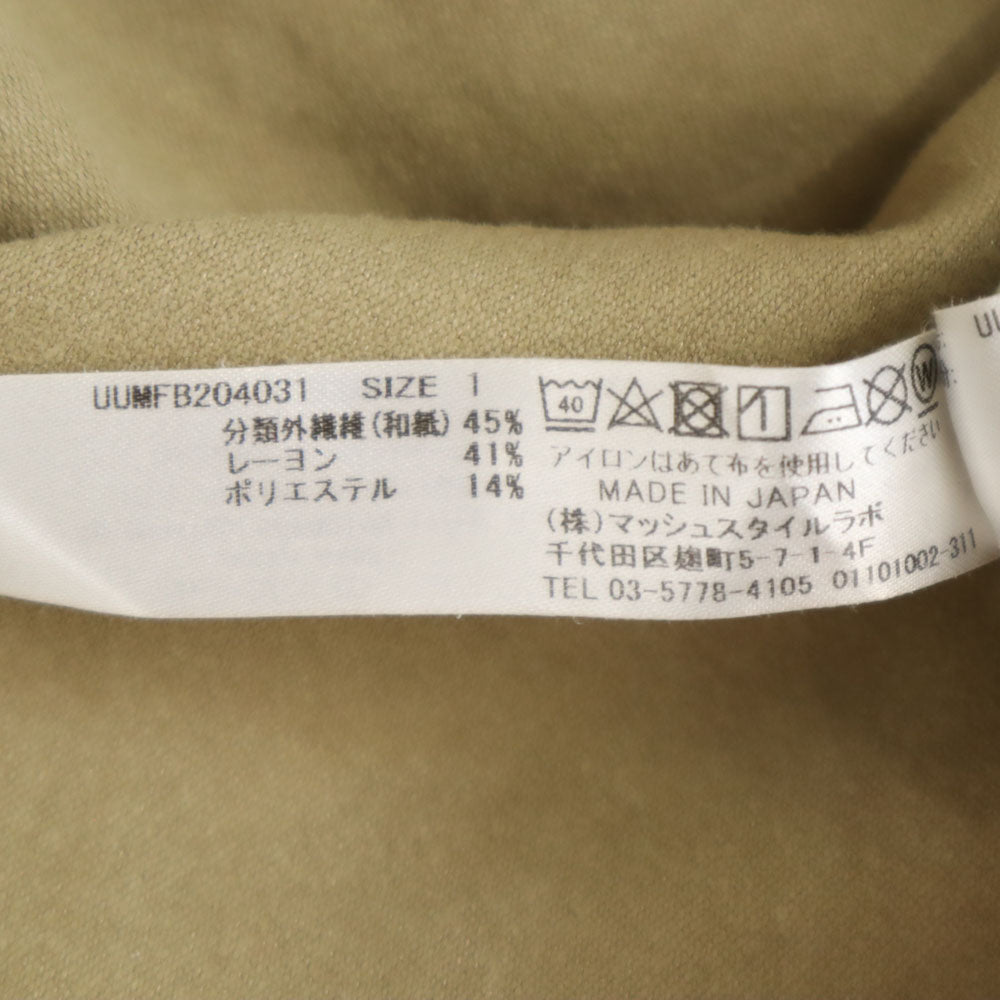 UUMFB204031 SIZE 1
分類外繊維(和紙) 45%
レーヨン 41%
ポリエステル 14%
40
W
アイロンはあて布を使用してください
MADE IN JAPAN
(株)マッシュスタイルラボ
千代田区麹町5-7-1-4F
TEL 03-5778-4105 01101002-311